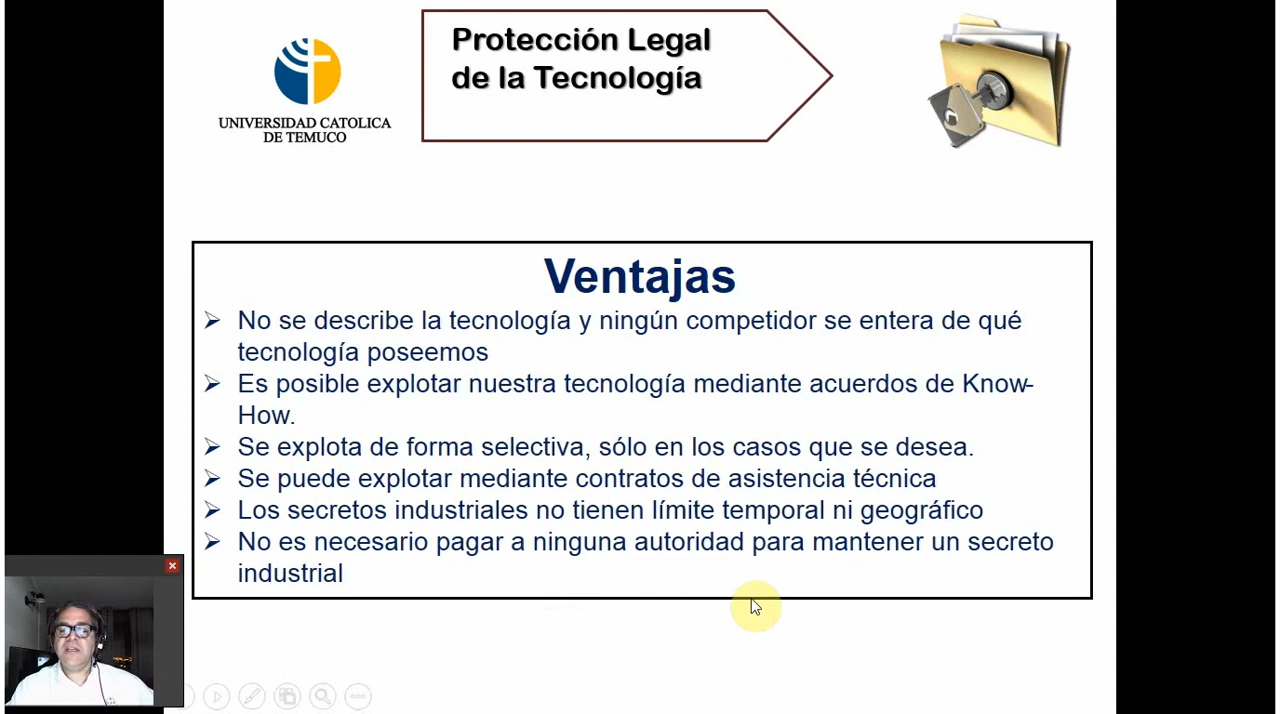 Protección Legal
de la Tecnología
UNIVERSIDAD CATOLICA
DE TEMUCO
Ventajas
No se describe la tecnología y ningún competidor se entera de qué
tecnología poseemos
Es posible explotar nuestra tecnología mediante acuerdos de Know-
How.
Se explota de forma selectiva, sólo en los casos que se desea.
Se puede explotar mediante contratos de asistencia técnica
Los secretos industriales no tienen límite temporal ni geográfico
No es necesario pagar a ninguna autoridad para mantener un secreto
industrial